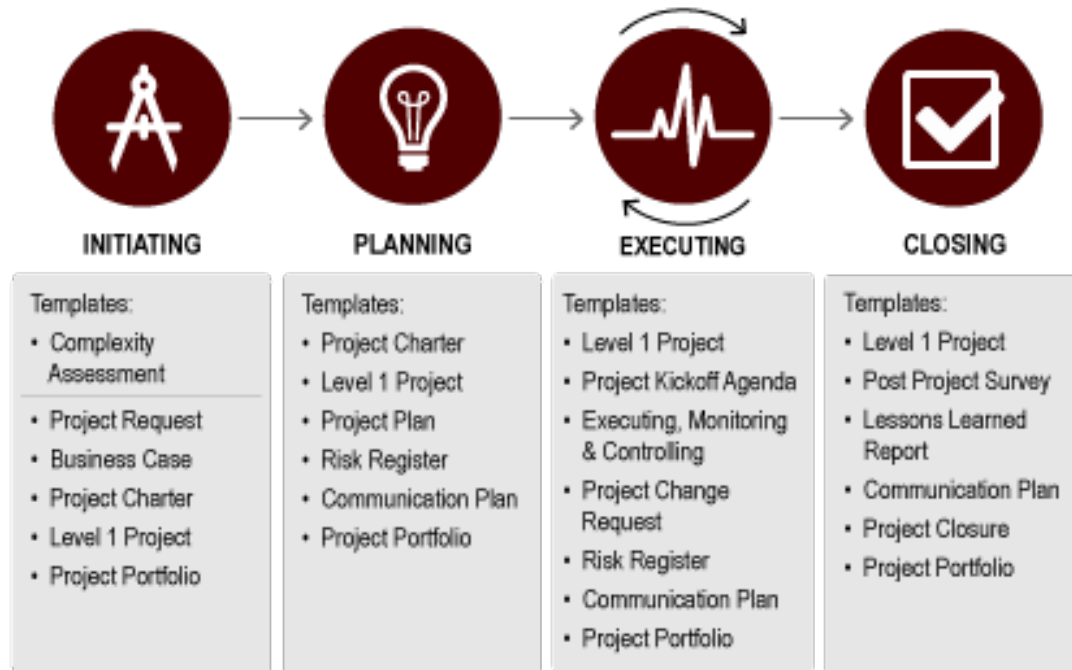 INITIATING
Templates:
• Complexity
Assessment
• Project Request
• Business Case
• Project Charter
• Level 1 Project
• Project Portfolio
PLANNING
Templates:
• Project Charter
• Level 1 Project
• Project Plan
• Risk Register
• Communication Plan
• Project Portfolio
EXECUTING
Templates:
• Level 1 Project
• Project Kickoff Agenda
• Executing, Monitoring
& Controlling
• Project Change
Request
• Risk Register
• Communication Plan
• Project Portfolio
CLOSING
Templates:
• Level 1 Project
• Post Project Survey
• Lessons Learned
Report
• Communication Plan
• Project Closure
• Project Portfolio